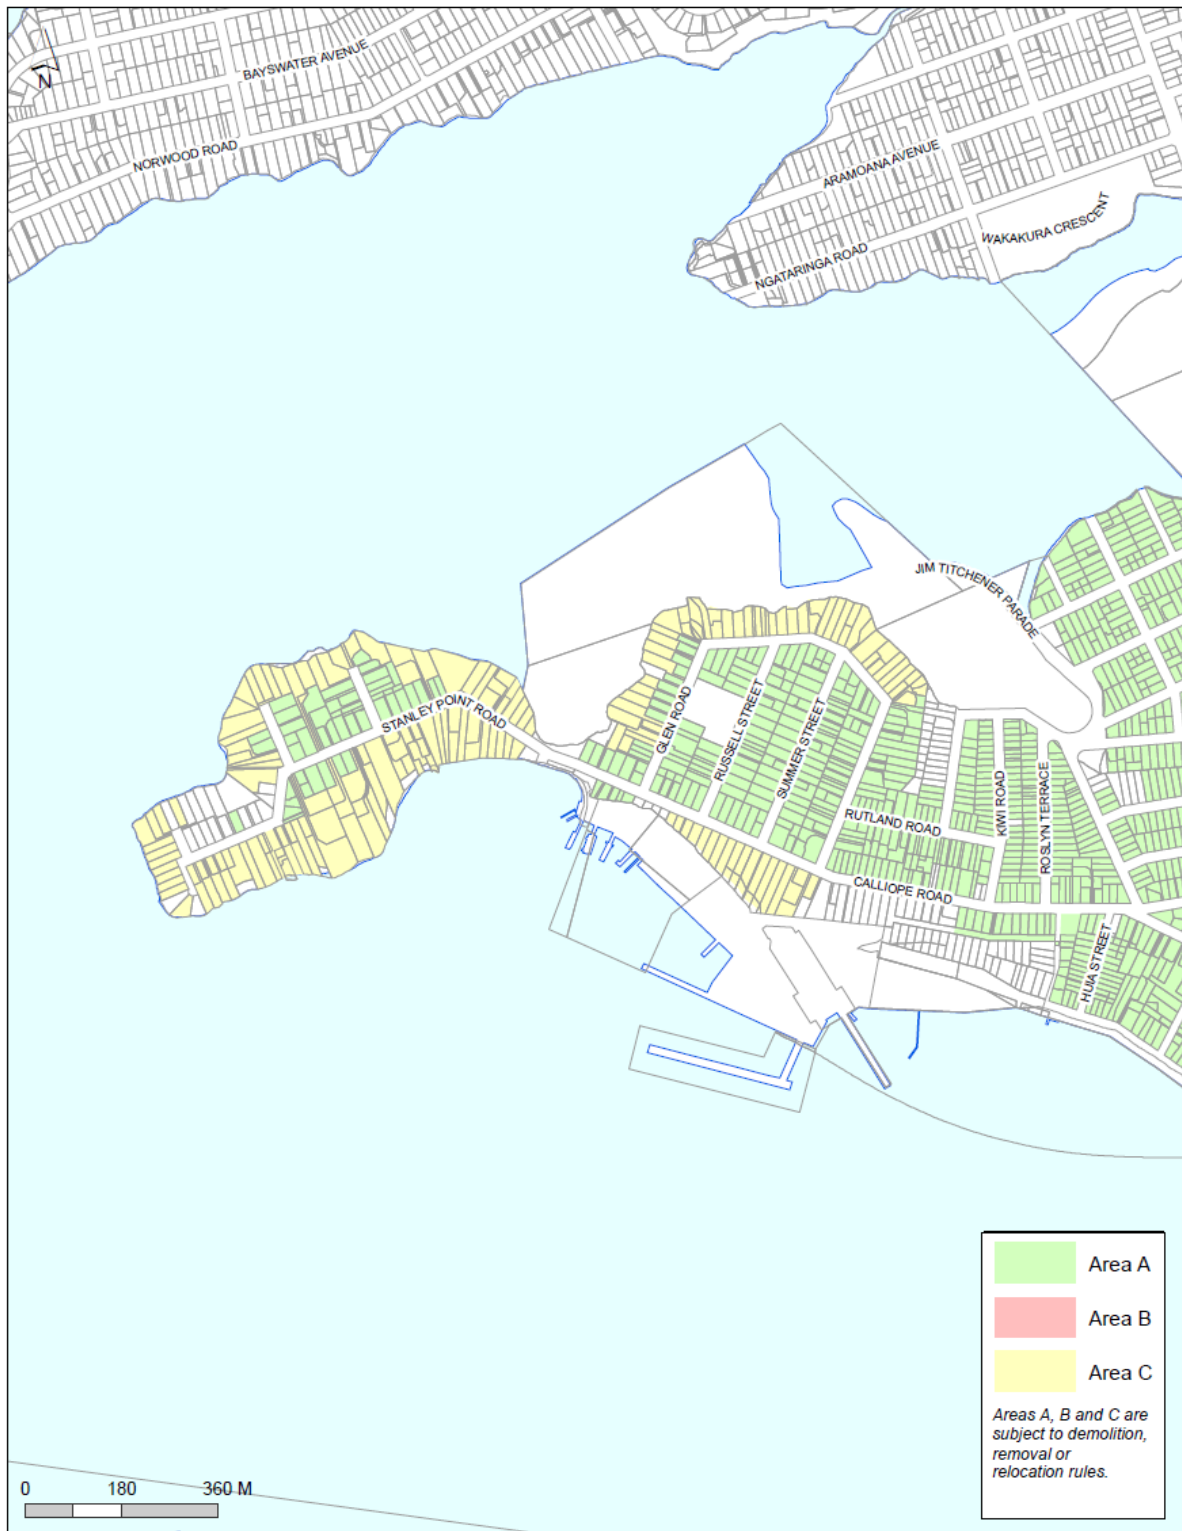 BAYSWATER AVENUE
N
NORWOOD ROAD
ARAMOANA AVENUE
WAKAKURA CRESCENT
NGATARINGA ROAD
JIM TITCHENER PARADE
STANLEY POINT ROAD
GLEN ROAD
RUSSELL STREET
SUMMER STREET
RUTLAND ROAD
KIWI ROAD
ROSLYN TERRACE
CALLIOPE ROAD
HUIA STREET
Area A
Area B
Area C
Areas A, B and C are
subject to demolition,
removal or
relocation rules.
0 180 360 M